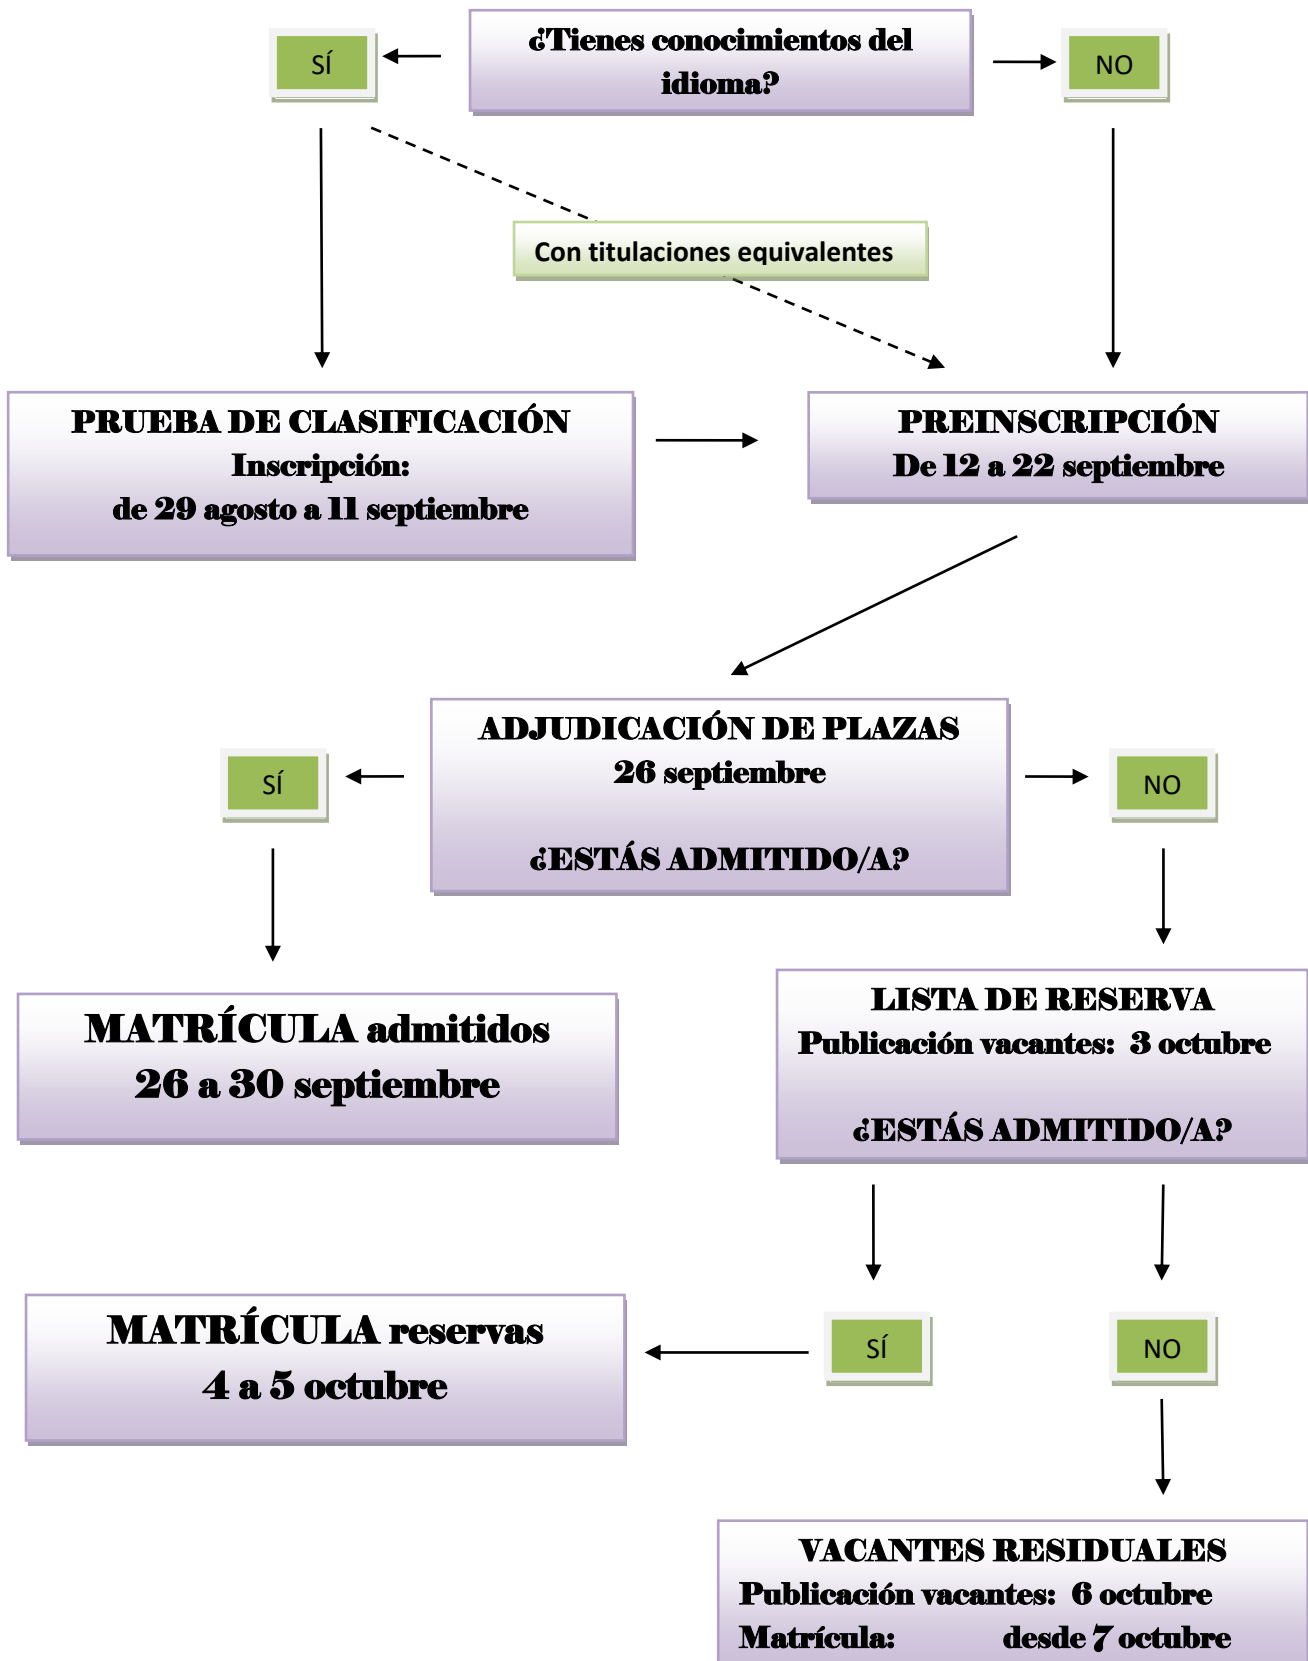 ¿Tienes conocimientos del
idioma?
SÍ
NO
Con titulaciones equivalentes
PRUEBA DE CLASIFICACIÓN
Inscripción:
de 29 agosto a 11 septiembre
PREINSCRIPCIÓN
De 12 a 22 septiembre
ADJUDICACIÓN DE PLAZAS
26 septiembre
¿ESTÁS ADMITIDO/A?
SÍ
NO
MATRÍCULA admitidos
26 a 30 septiembre
LISTA DE RESERVA
Publicación vacantes: 3 octubre
¿ESTÁS ADMITIDO/A?
MATRÍCULA reservas
4 a 5 octubre
SÍ
NO
VACANTES RESIDUALES
Publicación vacantes: 6 octubre
Matrícula: desde 7 octubre